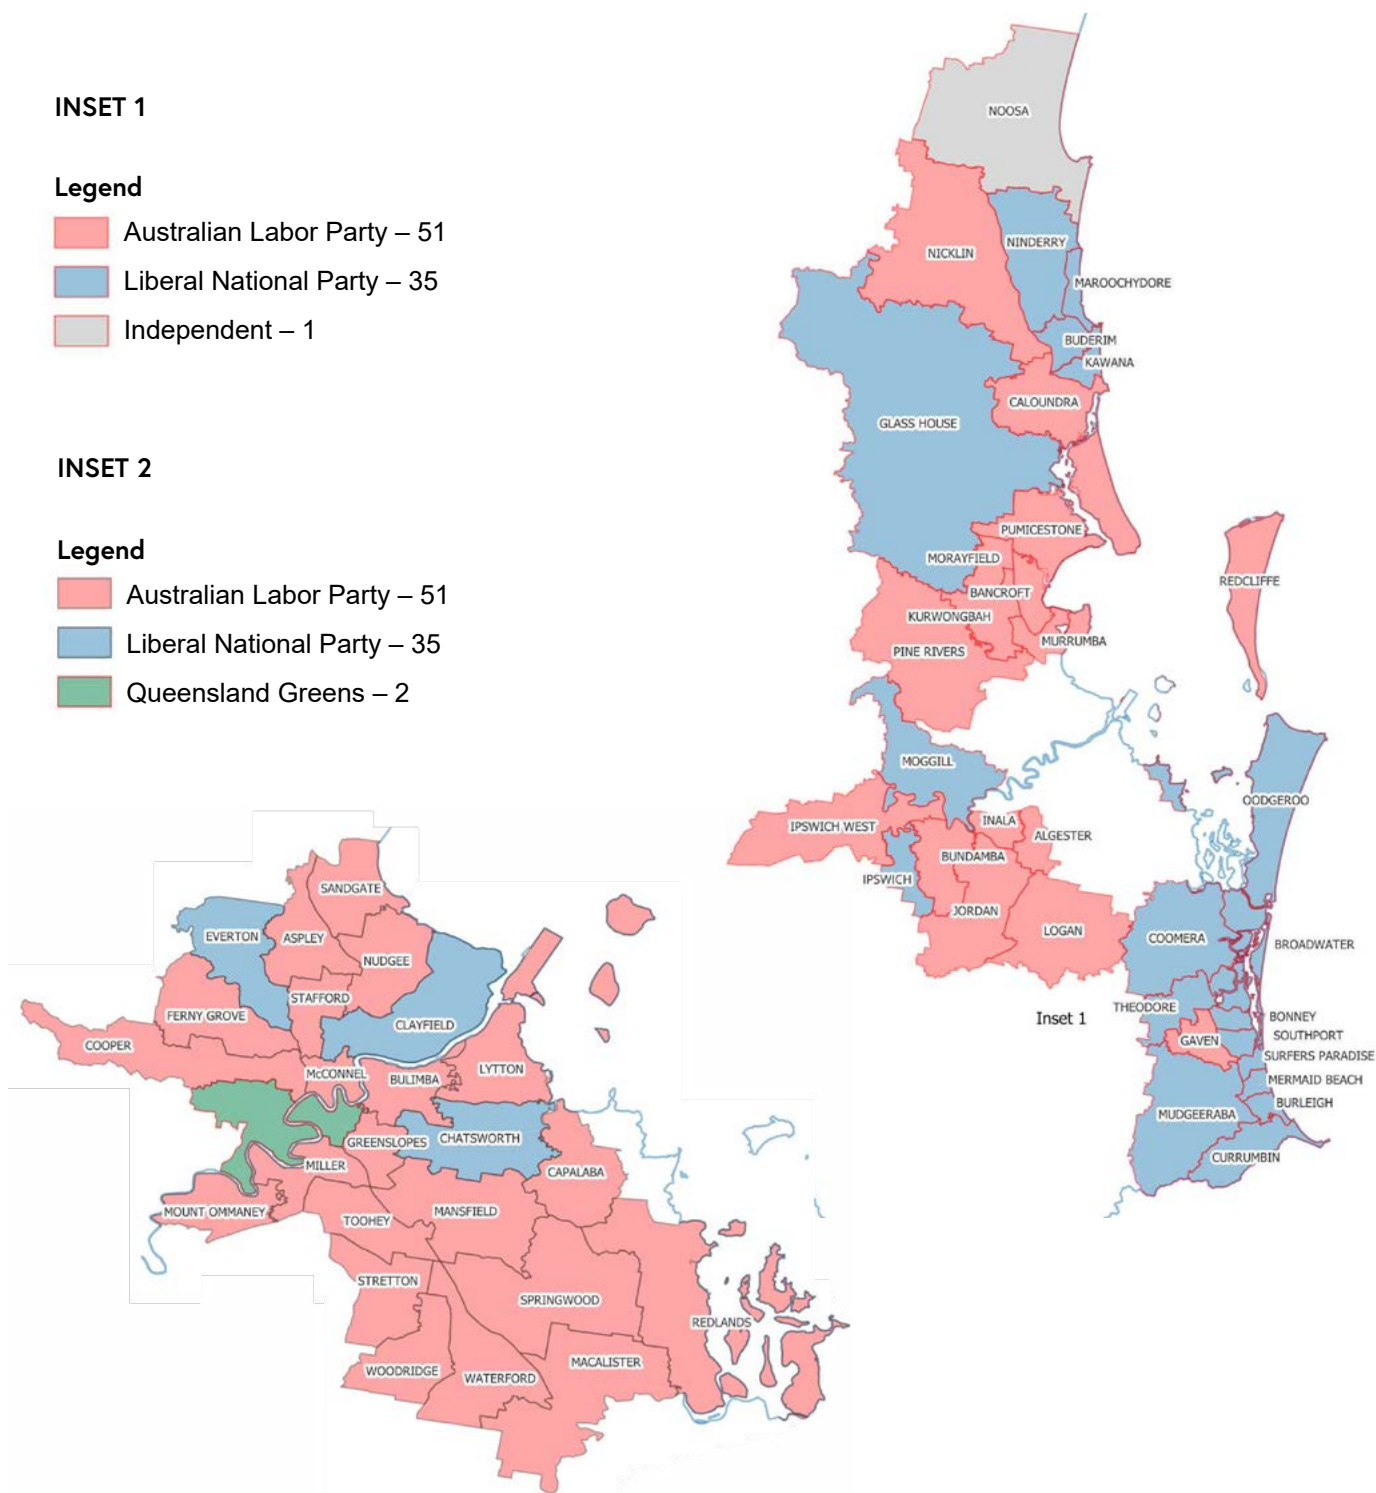 INSET 1
Legend
Australian Labor Party – 51
Liberal National Party – 35
Independent – 1
INSET 2
Legend
Australian Labor Party – 51
Liberal National Party – 35
Queensland Greens – 2
NOOSA
NICKLIN
NINDERRY
MAROOCHYDORE
BUDERIM
KAWANA
CALOUNDRA
GLASS HOUSE
PUMICESTONE
MORAYFIELD
BANCROFT
KURWONGBAH
MURRUMBA
PINE RIVERS
REDCLIFFE
MOGGILL
OODGEROO
IPSWICH WEST
INALA
ALGESTER
BUNDAMBA
IPSWICH
JORDAN
LOGAN
COOMERA
BROADWATER
THEODORE
BONNEY
Inset 1
SOUTHPORT
GAVEN
SURFERS PARADISE
MERMAID BEACH
BURLEIGH
MUDGEERABA
CURRUMBIN
SANDGATE
EVERTON
ASPLEY
NUDGEE
STAFFORD
FERNY GROVE
CLAYFIELD
COOPER
McCONNEL
BULIMBA
LYTTON
GREENSLOPES
CHATSWORTH
MILLER
CAPALABA
MOUNT OMMANEY
TOOHEY
MANSFIELD
STRETTON
SPRINGWOOD
REDLANDS
WOODRIDGE
WATERFORD
MACALISTER